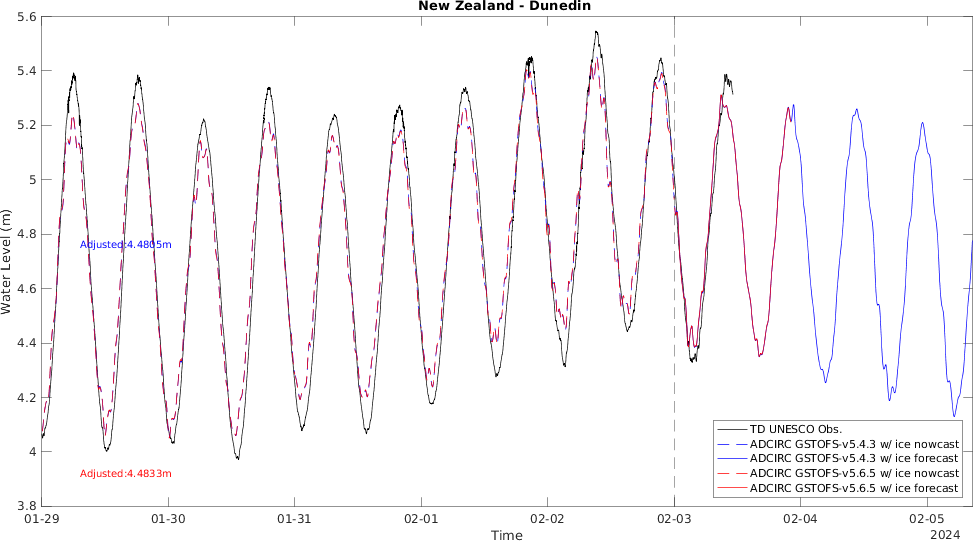 New Zealand - Dunedin
5.6
5.4
5.2
5
4.8
4.6
4.4
4.2
4
3.8
Water Level (m)
Adjusted:4.4805m
Adjusted:4.4833m
TD UNESCO Obs.
ADCIRC GSTOFS-v5.4.3 w/ ice nowcast
ADCIRC GSTOFS-v5.4.3 w/ ice forecast
ADCIRC GSTOFS-v5.6.5 w/ ice nowcast
ADCIRC GSTOFS-v5.6.5 w/ ice forecast
01-29 01-30 01-31 02-01 02-02 02-03 02-04 02-05
Time
2024